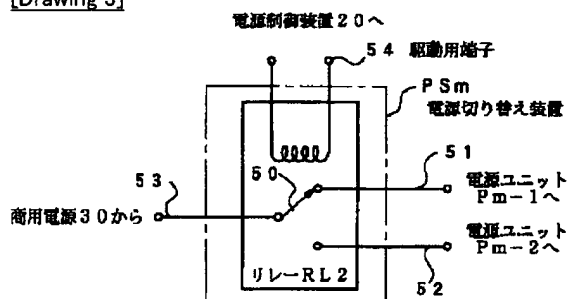 [Drawing 3]
電源制御装置20へ
54 駆動用端子
PSm
電源切り替え装置
50
51
53
電源ユニット
Pm-1へ
商用電源30から
電源ユニット
Pm-2へ
リレーRL2
52